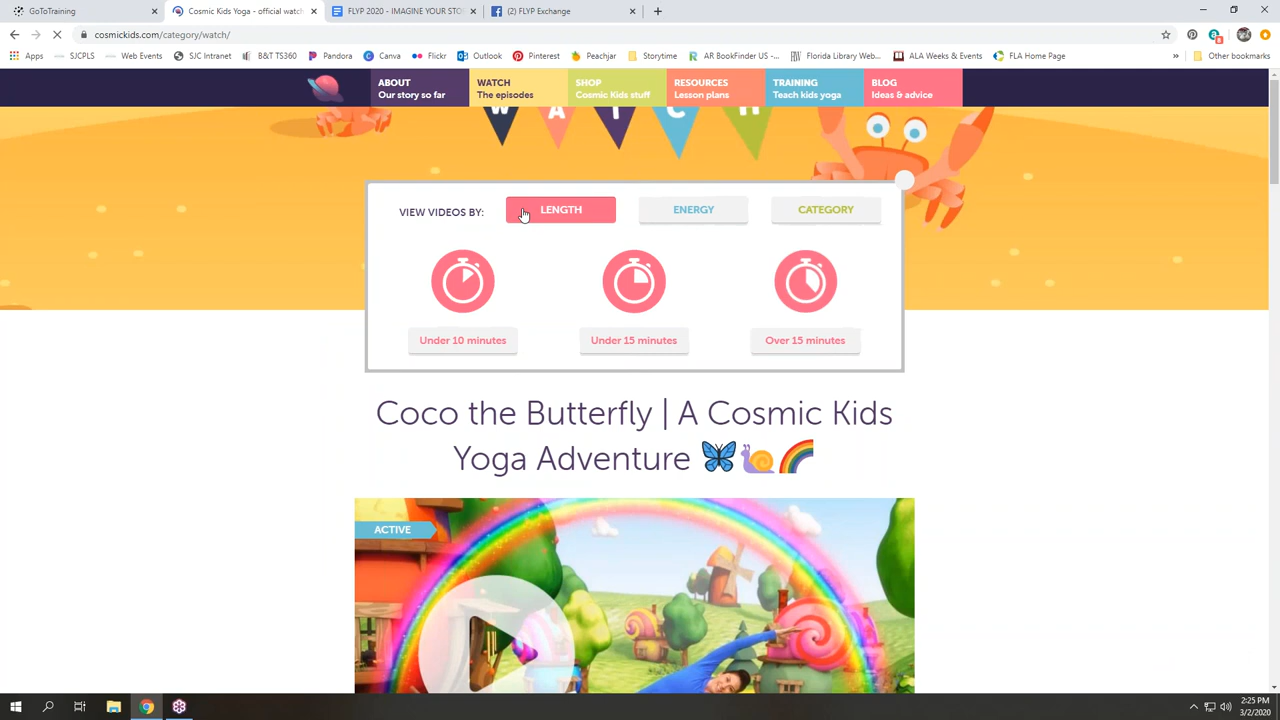 GoToTraining
Cosmic Kids Yoga - official watch
FLYP 2020 - IMAGINE YOUR STO
(2) FLYP Exchange
cosmickids.com/category/watch/
Apps SJCPLS Web Events SJC Intranet B&T TS360 Pandora Canva Flickr Outlook Pinterest Peachjar Storytime AR BookFinder US -... Florida Library Web... ALA Weeks & Events FLA Home Page » Other bookmarks
ABOUT
Our story so far
WATCH
The episodes
SHOP
Cosmic Kids stuff
RESOURCES
Lesson plans
TRAINING
Teach kids yoga
BLOG
Ideas & advice
W A T C H
VIEW VIDEOS BY: LENGTH ENERGY CATEGORY
Under 10 minutes Under 15 minutes Over 15 minutes
Coco the Butterfly | A Cosmic Kids
Yoga Adventure 🦋🐌🌈
ACTIVE
2:25 PM
3/2/2020